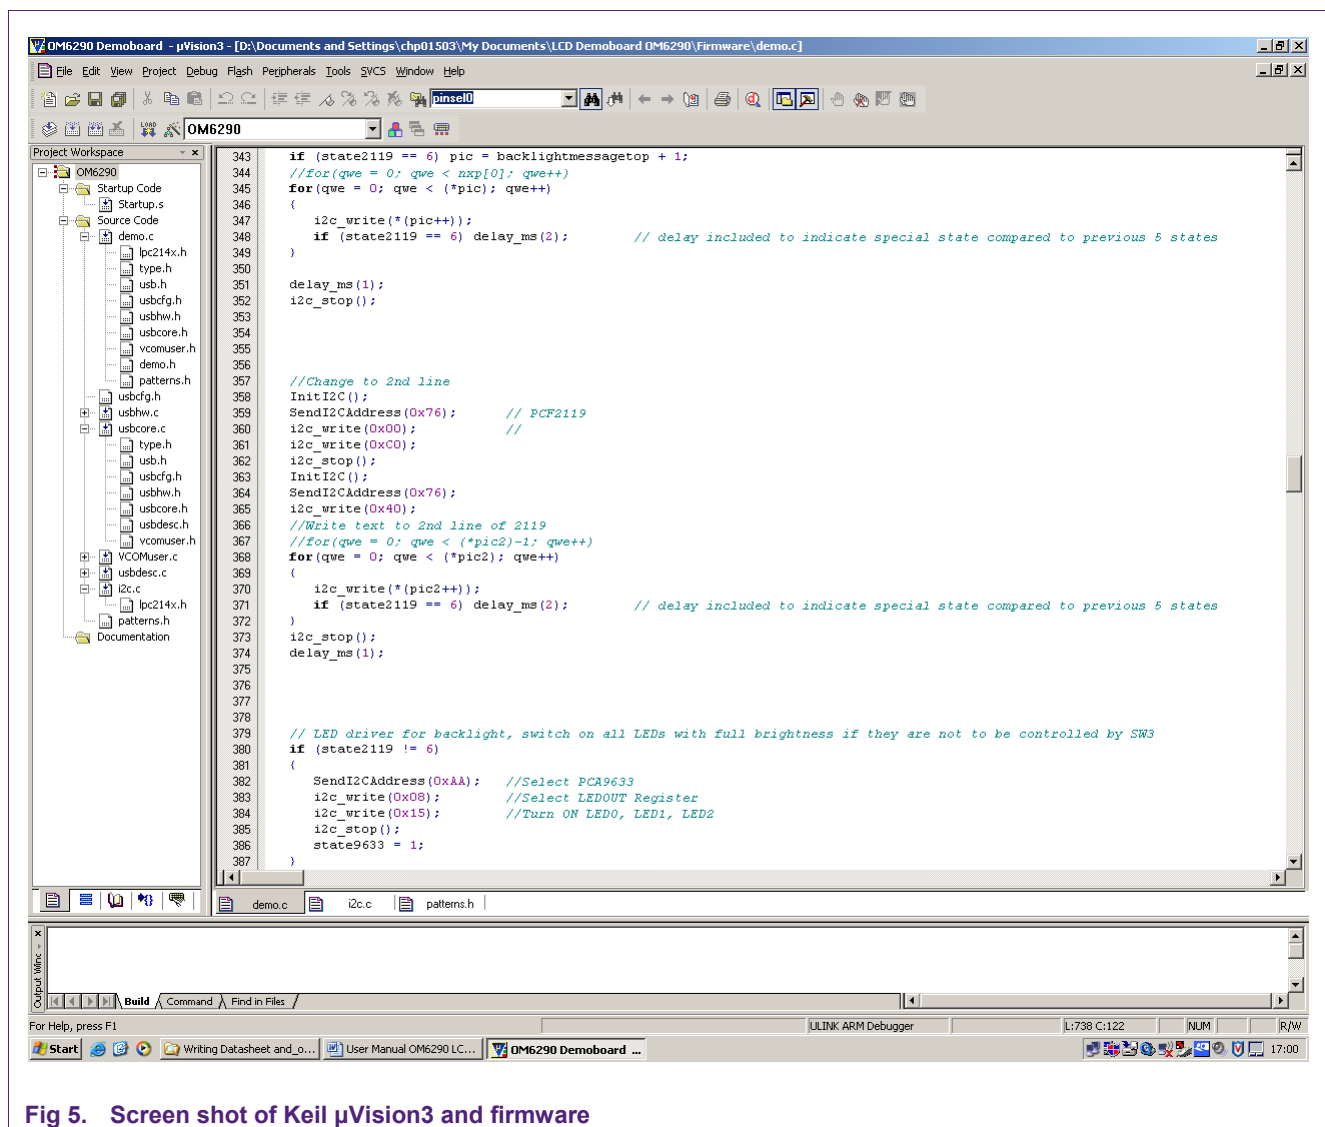 OM6290 Demoboard - µVision3 - [D:\Documents and Settings\chp01503\My Documents\LCD Demoboard OM6290\Firmware\demo.c]
File Edit View Project Debug Flash Peripherals Tools SVCS Window Help
pinsel0
LOAD OM6290
Project Workspace
OM6290
Startup Code
Startup.s
Source Code
demo.c
lpc214x.h
type.h
usb.h
usbcfg.h
usbhw.h
usbcore.h
vcomuser.h
demo.h
patterns.h
usbcfg.h
usbhw.c
usbcore.c
type.h
usb.h
usbcfg.h
usbhw.h
usbcore.h
usbdesc.h
vcomuser.h
VCOMuser.c
usbdesc.c
i2c.c
lpc214x.h
patterns.h
Documentation
343 if (state2119 == 6) pic = backlightmessagetop + 1;
344 //for(qwe = 0; qwe < nxp[0]; qwe++)
345 for(qwe = 0; qwe < (*pic); qwe++)
346 {
347 i2c_write(*(pic++));
348 if (state2119 == 6) delay_ms(2); // delay included to indicate special state compared to previous 5 states
349 }
350
351 delay_ms(1);
352 i2c_stop();
353
354
355
356
357 //Change to 2nd line
358 InitI2C();
359 SendI2CAddress(0x76); // PCF2119
360 i2c_write(0x00); //
361 i2c_write(0xC0);
362 i2c_stop();
363 InitI2C();
364 SendI2CAddress(0x76);
365 i2c_write(0x40);
366 //Write text to 2nd line of 2119
367 //for(qwe = 0; qwe < (*pic2)-1; qwe++)
368 for(qwe = 0; qwe < (*pic2); qwe++)
369 {
370 i2c_write(*(pic2++));
371 if (state2119 == 6) delay_ms(2); // delay included to indicate special state compared to previous 5 states
372 }
373 i2c_stop();
374 delay_ms(1);
375
376
377
378
379 // LED driver for backlight, switch on all LEDs with full brightness if they are not to be controlled by SW3
380 if (state2119 != 6)
381 {
382 SendI2CAddress(0xAA); //Select PCA9633
383 i2c_write(0x08); //Select LEDOUT Register
384 i2c_write(0x15); //Turn ON LED0, LED1, LED2
385 i2c_stop();
386 state9633 = 1;
387 }
demo.c i2c.c patterns.h
Output Winc
Build Command Find in Files
For Help, press F1 ULINK ARM Debugger L:738 C:122 NUM R/W
Start Writing Datasheet and_o... User Manual OM6290 LC... OM6290 Demoboard ... 17:00
Fig 5. Screen shot of Keil µVision3 and firmware